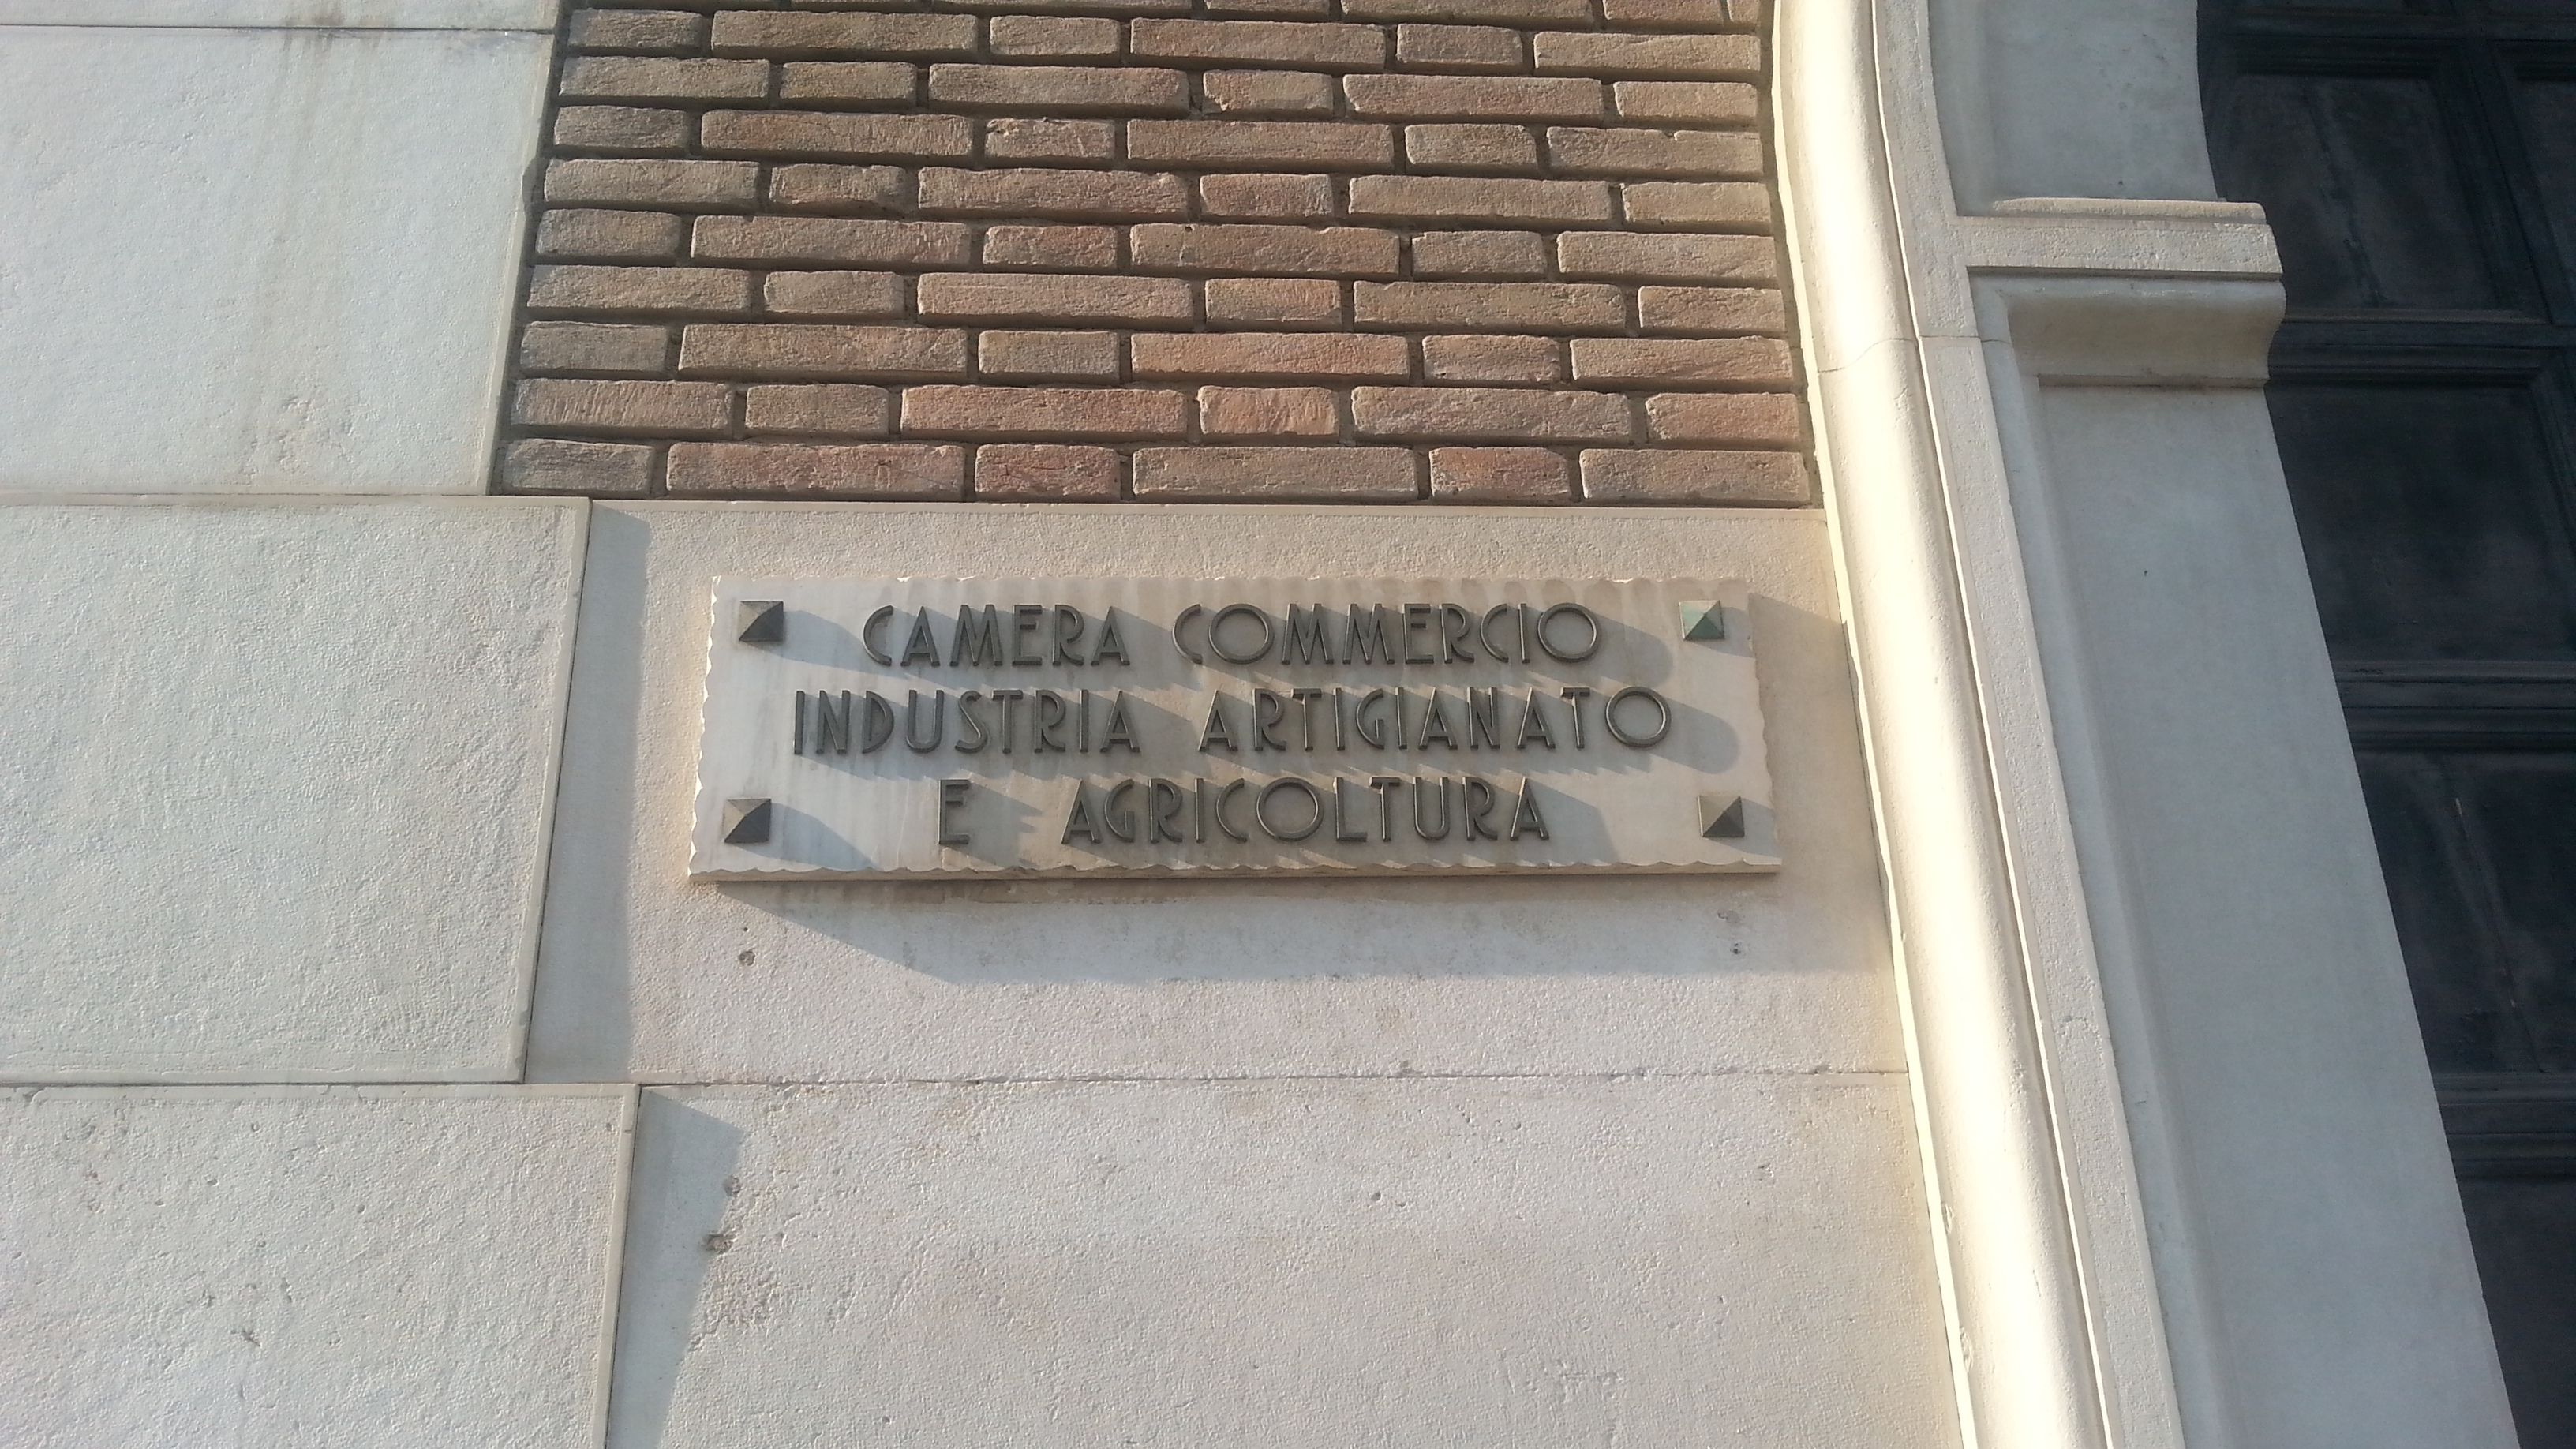 CAMERA COMMERCIO
INDUSTRIA ARTIGIANATO
E AGRICOLTURA